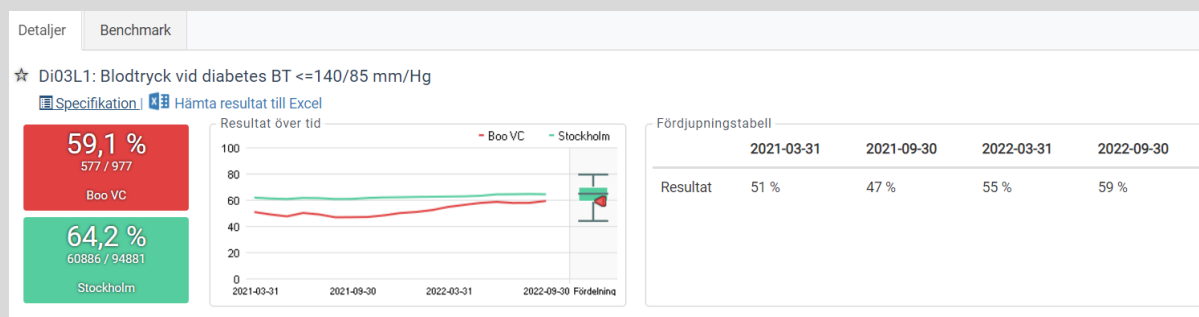 Detaljer Benchmark
☆ Di03L1: Blodtryck vid diabetes BT <=140/85 mm/Hg
Specifikation | Hämta resultat till Excel
59,1 %
577 / 977
Boo VC
64,2 %
60886 / 94881
Stockholm
Resultat över tid
Boo VC Stockholm
100
80
60
40
20
0
2021-03-31 2021-09-30 2022-03-31 2022-09-30 Fördelning
Fördjupningstabell
2021-03-31 2021-09-30 2022-03-31 2022-09-30
Resultat 51 % 47 % 55 % 59 %